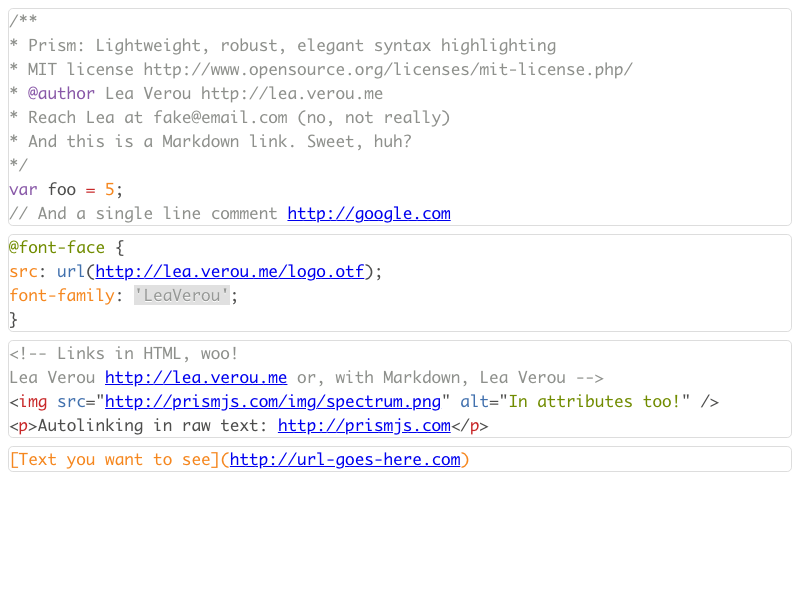 /**
* Prism: Lightweight, robust, elegant syntax highlighting
* MIT license http://www.opensource.org/licenses/mit-license.php/
* @author Lea Verou http://lea.verou.me
* Reach Lea at fake@email.com (no, not really)
* And this is a Markdown link. Sweet, huh?
*/
var foo = 5;
// And a single line comment http://google.com
@font-face {
src: url(http://lea.verou.me/logo.otf);
font-family: 'LeaVerou';
}
<!-- Links in HTML, woo!
Lea Verou http://lea.verou.me or, with Markdown, Lea Verou -->
<img src="http://prismjs.com/img/spectrum.png" alt="In attributes too!" />
<p>Autolinking in raw text: http://prismjs.com</p>
[Text you want to see](http://url-goes-here.com)